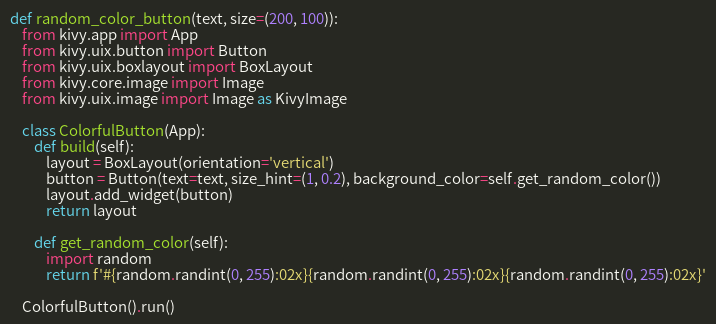 def random_color_button(text, size=(200, 100)):
    from kivy.app import App
    from kivy.uix.button import Button
    from kivy.uix.boxlayout import BoxLayout
    from kivy.core.image import Image
    from kivy.uix.image import Image as KivyImage

    class ColorfulButton(App):
        def build(self):
            layout = BoxLayout(orientation='vertical')
            button = Button(text=text, size_hint=(1, 0.2), background_color=self.get_random_color())
            layout.add_widget(button)
            return layout

        def get_random_color(self):
            import random
            return f'#{random.randint(0, 255):02x}{random.randint(0, 255):02x}{random.randint(0, 255):02x}'

    ColorfulButton().run()